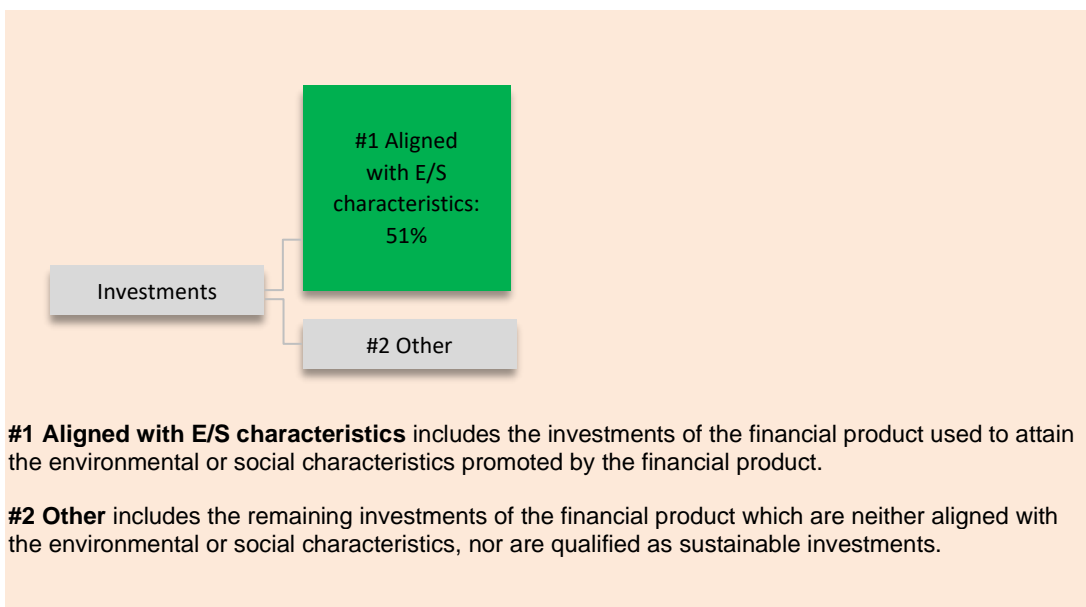 #1 Aligned
with E/S
characteristics:
51%
Investments
#2 Other
#1 Aligned with E/S characteristics includes the investments of the financial product used to attain
the environmental or social characteristics promoted by the financial product.
#2 Other includes the remaining investments of the financial product which are neither aligned with
the environmental or social characteristics, nor are qualified as sustainable investments.